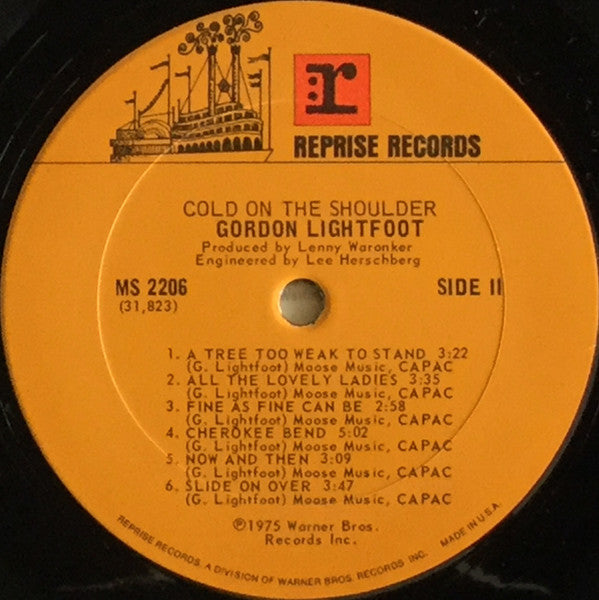 r
REPRISE RECORDS
COLD ON THE SHOULDER
GORDON LIGHTFOOT
Produced by Lenny Waronker
Engineered by Lee Herschberg
MS 2206
(31,823)
SIDE II
1. A TREE TOO WEAK TO STAND 3:22
(G. Lightfoot) Moose Music, CAPAC
2. ALL THE LOVELY LADIES 3:35
(G. Lightfoot) Moose Music, CAPAC
3. FINE AS FINE CAN BE 2:58
(G. Lightfoot) Moose Music, CAPAC
4. CHEROKEE BEND 5:02
(G. Lightfoot) Moose Music, CAPAC
5. NOW AND THEN 3:09
(G. Lightfoot) Moose Music, CAPAC
6. SLIDE ON OVER 3:47
(G. Lightfoot) Moose Music, CAPAC
℗1975 Warner Bros.
Records Inc.
REPRISE RECORDS, A DIVISION OF WARNER BROS. RECORDS INC. MADE IN U.S.A.